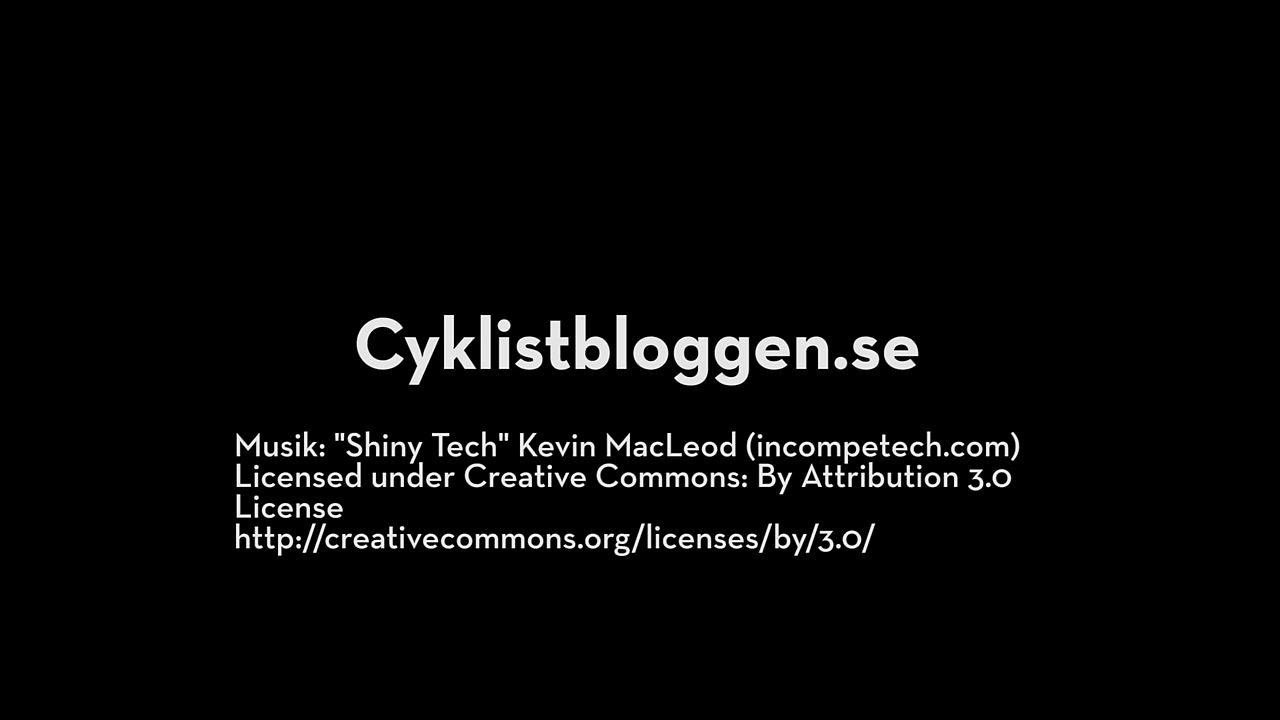 Cyklistbloggen.se
Musik: "Shiny Tech" Kevin MacLeod (incompetech.com)
Licensed under Creative Commons: By Attribution 3.0
License
http://creativecommons.org/licenses/by/3.0/